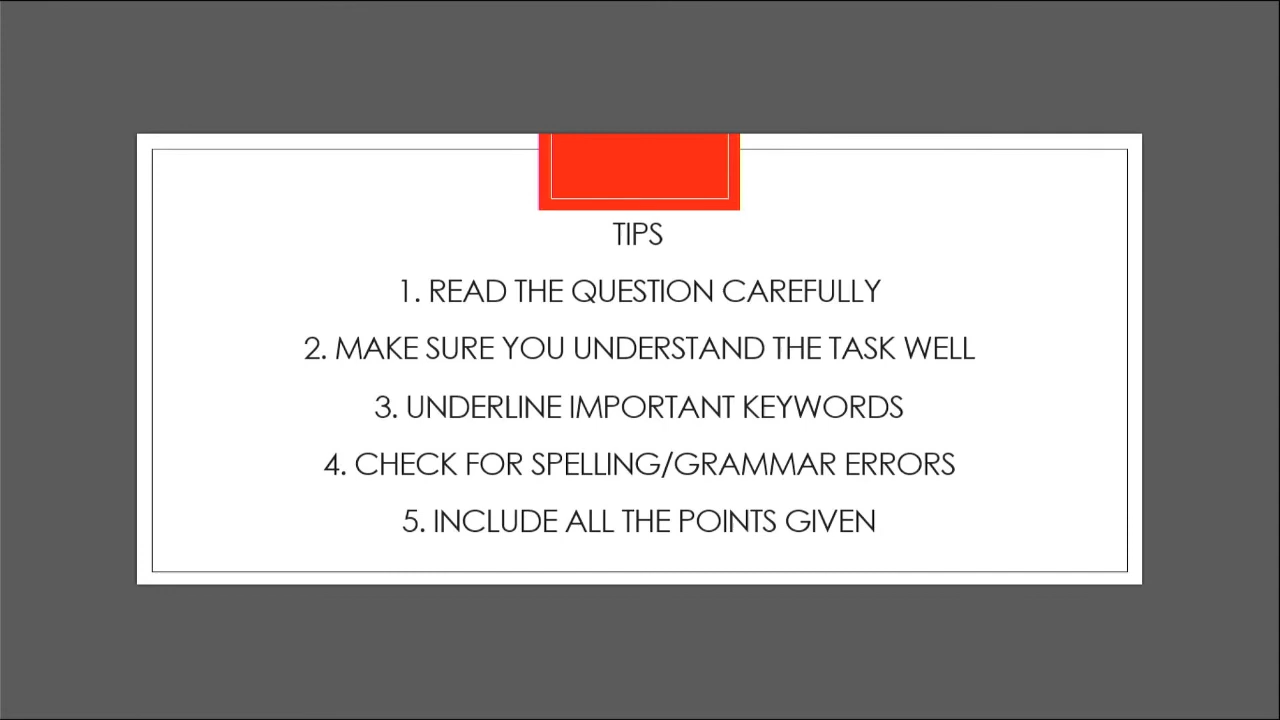 TIPS
1. READ THE QUESTION CAREFULLY
2. MAKE SURE YOU UNDERSTAND THE TASK WELL
3. UNDERLINE IMPORTANT KEYWORDS
4. CHECK FOR SPELLING/GRAMMAR ERRORS
5. INCLUDE ALL THE POINTS GIVEN